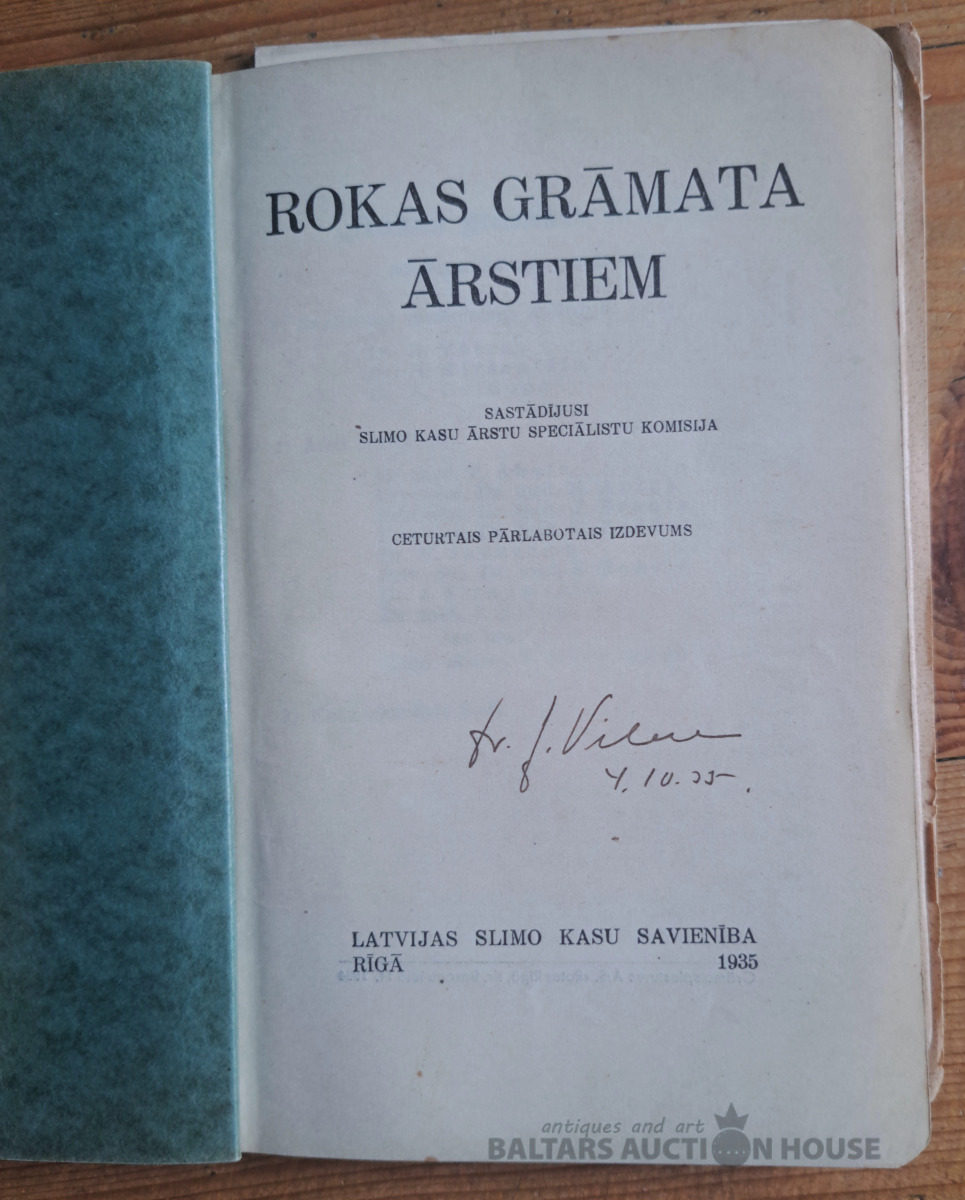 ROKAS GRĀMATA
ĀRSTIEM
SASTĀDĪJUSI
SLIMO KASU ĀRSTU SPECIĀLISTU KOMISIJA
CETURTAIS PĀRLABOTAIS IZDEVUMS
4.10.35.
LATVIJAS SLIMO KASU SAVIENĪBA
RĪGĀ 1935
antiques and art
BALTARS AUCTION HOUSE